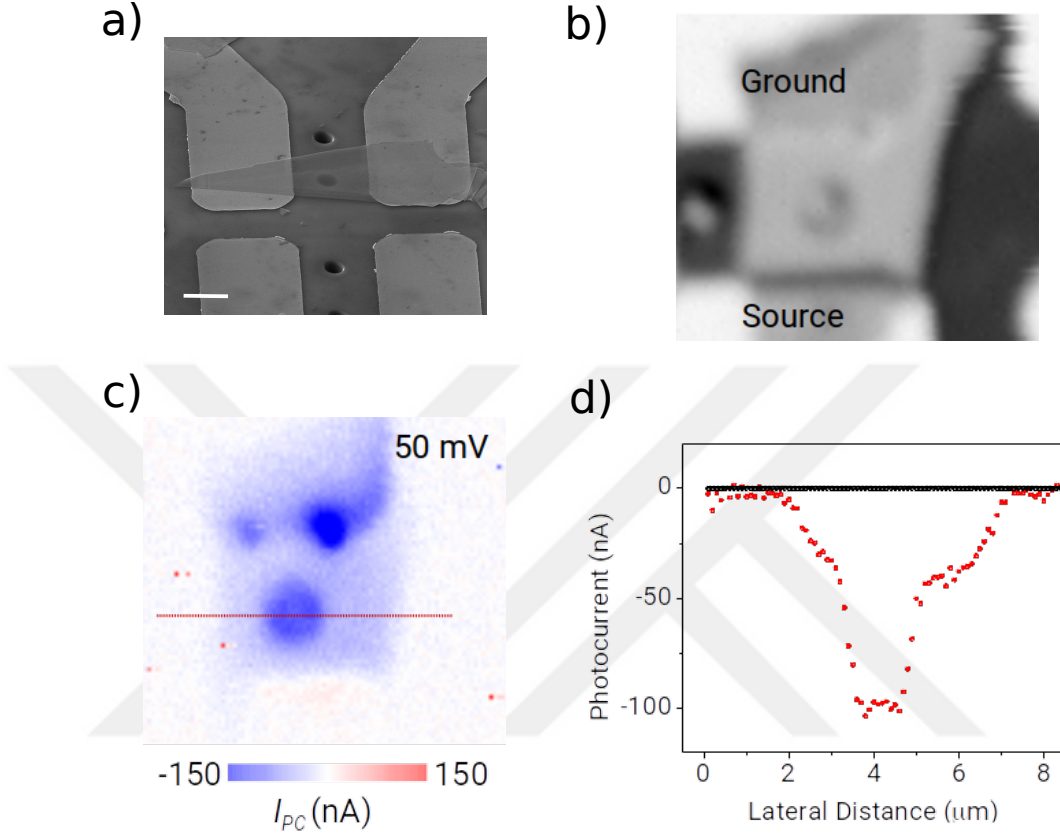 a)
b)
Ground
Source
c)
50 mV
-150
150
I_PC (nA)
d)
Photocurrent (nA)
0
-50
-100
0
2
4
6
8
Lateral Distance (μm)